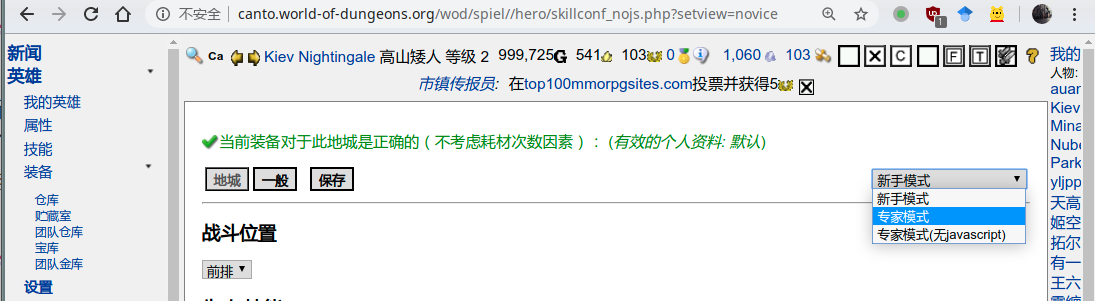 不安全 | canto.world-of-dungeons.org/wod/spiel//hero/skillconf_nojs.php?setview=novice
新闻
英雄
我的英雄
属性
技能
装备
仓库
贮藏室
团队仓库
宝库
团队金库
设置
Ca Kiev Nightingale 高山矮人 等级 2 999,725 G 541 103 0 1,060 103 C F T
市镇传报员: 在top100mmorpgsites.com投票并获得5
当前装备对于此地城是正确的（不考虑耗材次数因素）: (有效的个人资料: 默认)
地城 一般 保存
新手模式
新手模式
专家模式
专家模式(无javascript)
战斗位置
前排
我的
人物:
auar
Kiev
Mina
Nube
Park
yljpp
天高
姬空
拓尔
有一
王六